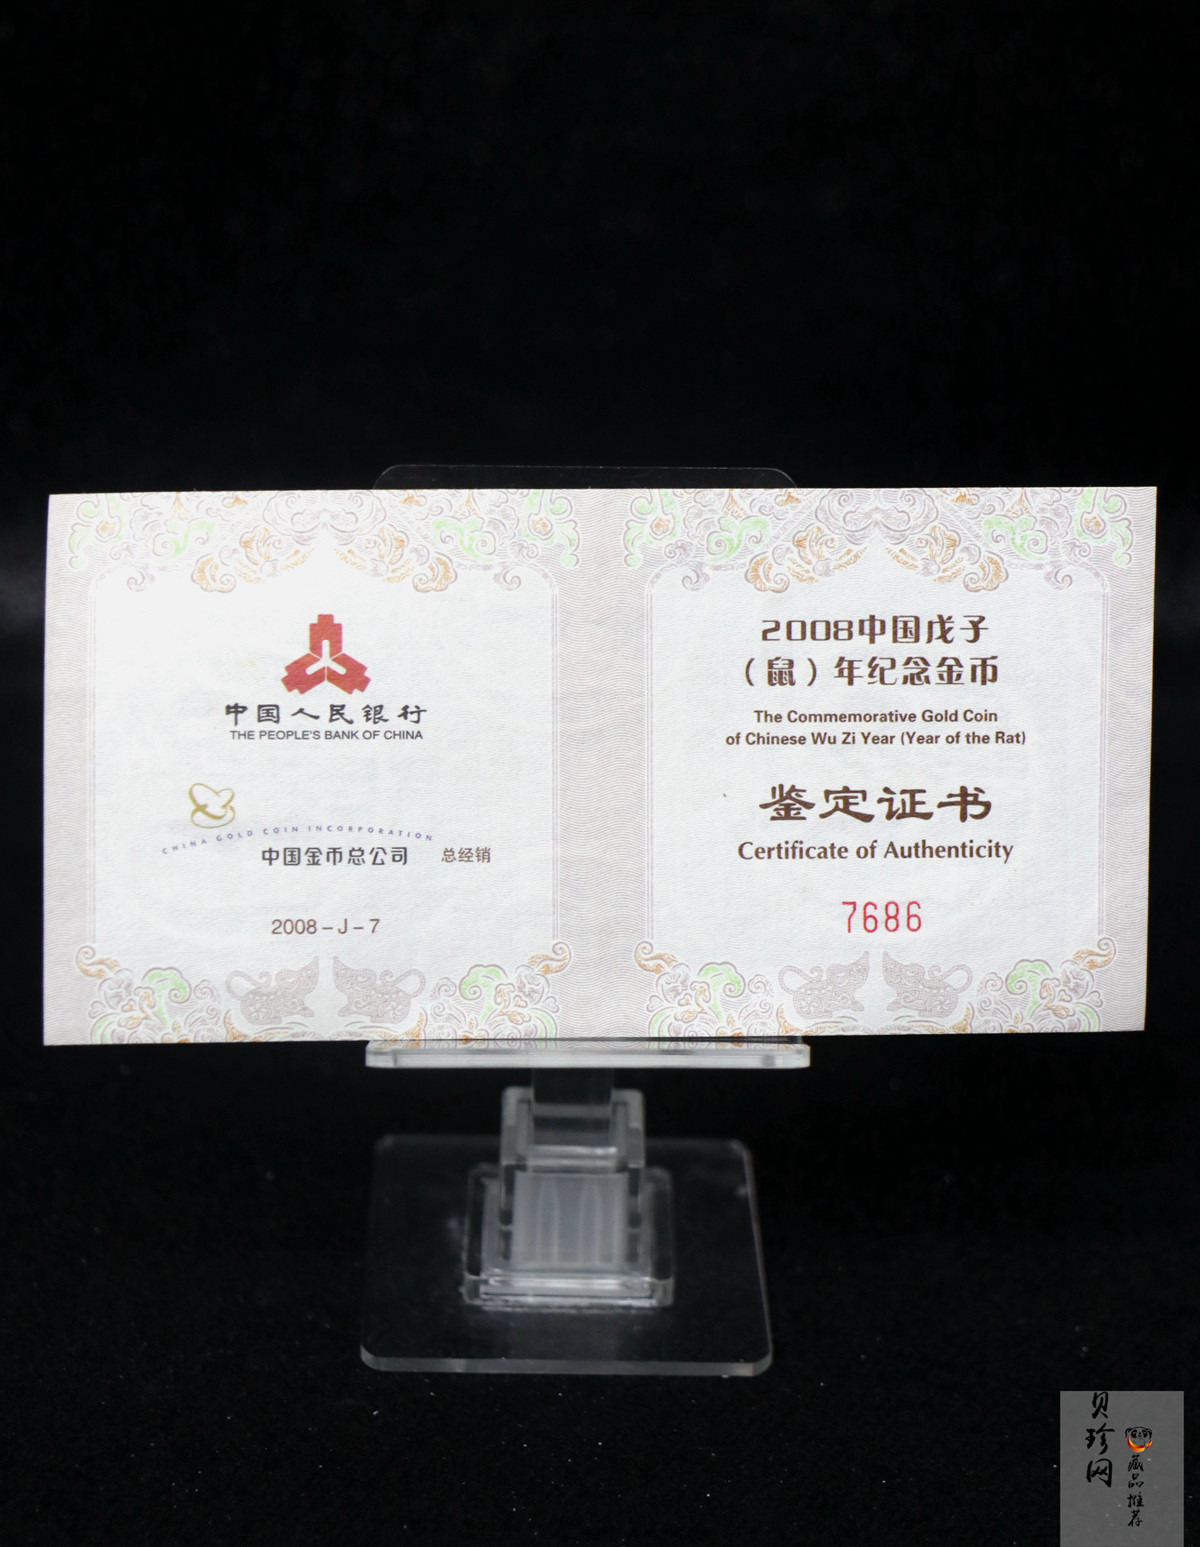 中国人民银行
THE PEOPLE'S BANK OF CHINA
CHINA GOLD COIN INCORPORATION
中国金币总公司 总经销
2008-J-7
2008中国戊子
（鼠）年纪念金币
The Commemorative Gold Coin
of Chinese Wu Zi Year (Year of the Rat)
鉴定证书
Certificate of Authenticity
7686
贝珍网
藏品推荐